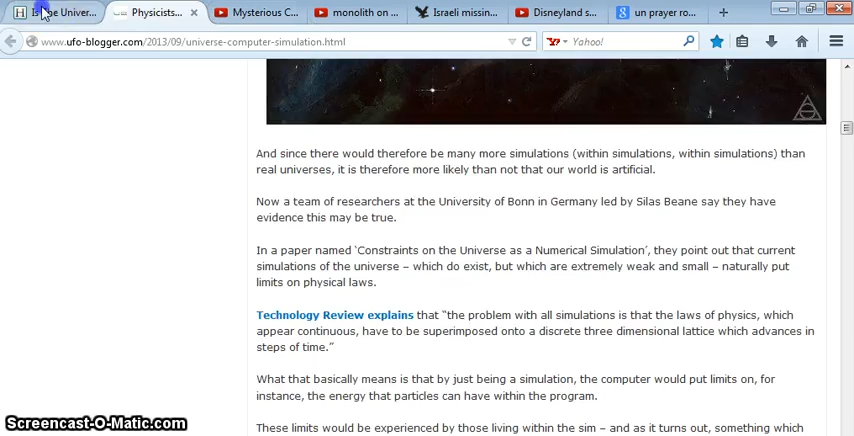 Is the Univer...
Physicists...
Mysterious C...
monolith on ...
Israeli missin...
Disneyland s...
un prayer ro...
www.ufo-blogger.com/2013/09/universe-computer-simulation.html
Yahoo!
And since there would therefore be many more simulations (within simulations, within simulations) than
real universes, it is therefore more likely than not that our world is artificial.
Now a team of researchers at the University of Bonn in Germany led by Silas Beane say they have
evidence this may be true.
In a paper named ‘Constraints on the Universe as a Numerical Simulation’, they point out that current
simulations of the universe – which do exist, but which are extremely weak and small – naturally put
limits on physical laws.
Technology Review explains that “the problem with all simulations is that the laws of physics, which
appear continuous, have to be superimposed onto a discrete three dimensional lattice which advances in
steps of time.”
What that basically means is that by just being a simulation, the computer would put limits on, for
instance, the energy that particles can have within the program.
These limits would be experienced by those living within the sim – and as it turns out, something which
Screencast-O-Matic.com